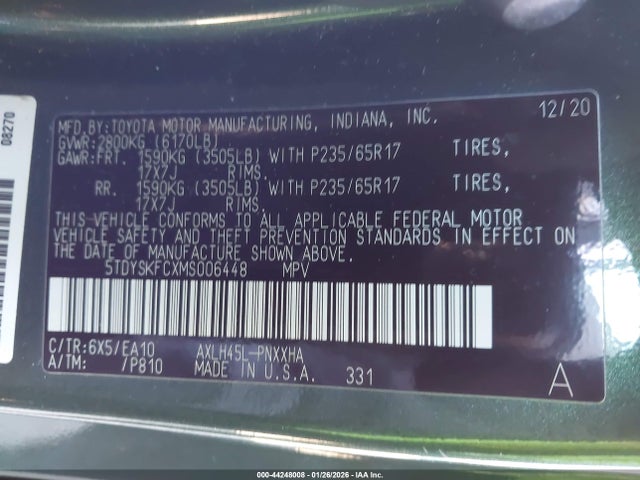 08270
MFD.BY:TOYOTA MOTOR MANUFACTURING, INDIANA, INC. 12/20
GVWR:2800KG (6170LB)
GAWR:FRT. 1590KG (3505LB) WITH P235/65R17 TIRES,
17X7J RIMS.
RR. 1590KG (3505LB) WITH P235/65R17 TIRES,
17X7J RIMS.
THIS VEHICLE CONFORMS TO ALL APPLICABLE FEDERAL MOTOR
VEHICLE SAFETY AND THEFT PREVENTION STANDARDS IN EFFECT ON
THE DATE OF MANUFACTURE SHOWN ABOVE.
5TDYSKFCXMS006448 MPV
C/TR:6X5/EA10 AXLH45L-PNXXHA
A/TM: /P810 MADE IN U.S.A. 331 A
000-44248008 - 01/26/2026 - IAA Inc.